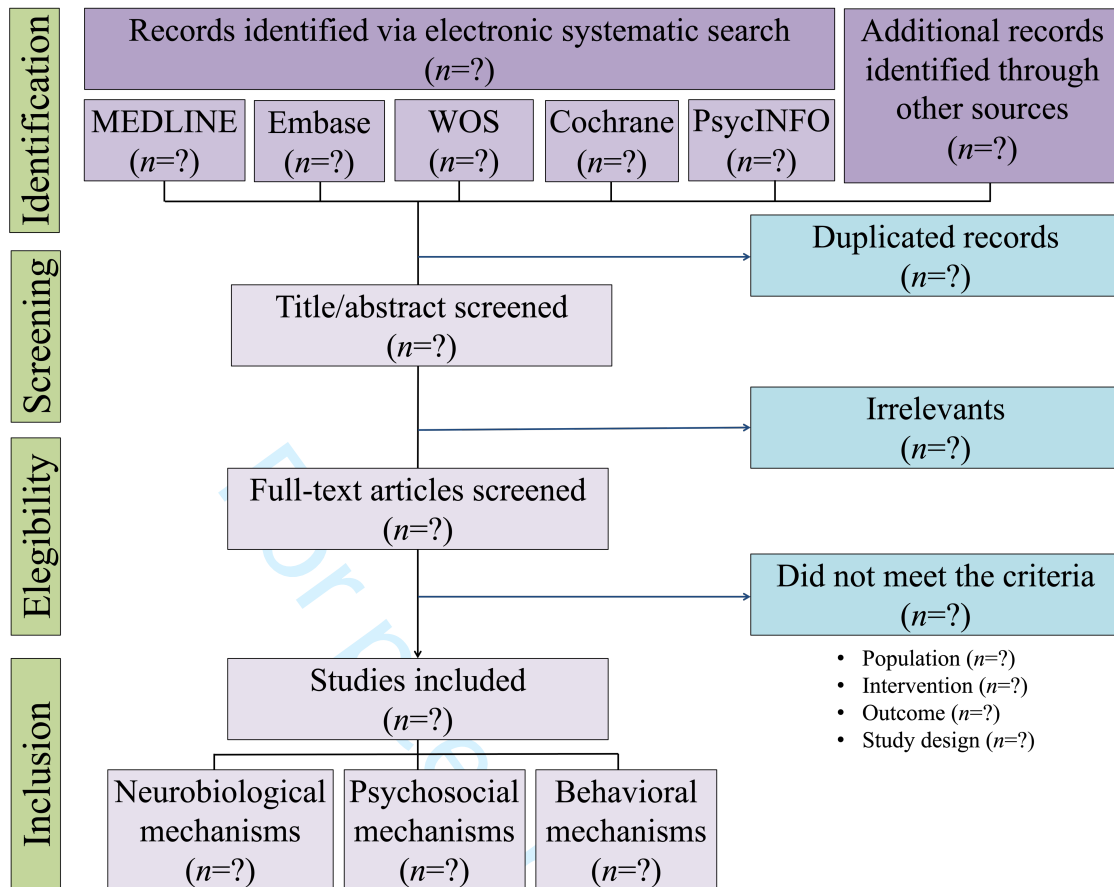 Identification
Records identified via electronic systematic search
(n=?)
Additional records
identified through
other sources
(n=?)
MEDLINE
(n=?)
Embase
(n=?)
WOS
(n=?)
Cochrane
(n=?)
PsycINFO
(n=?)
Duplicated records
(n=?)
Screening
Title/abstract screened
(n=?)
Irrelevants
(n=?)
Elegibility
Full-text articles screened
(n=?)
Did not meet the criteria
(n=?)
• Population (n=?)
• Intervention (n=?)
• Outcome (n=?)
• Study design (n=?)
Inclusion
Studies included
(n=?)
Neurobiological
mechanisms
(n=?)
Psychosocial
mechanisms
(n=?)
Behavioral
mechanisms
(n=?)